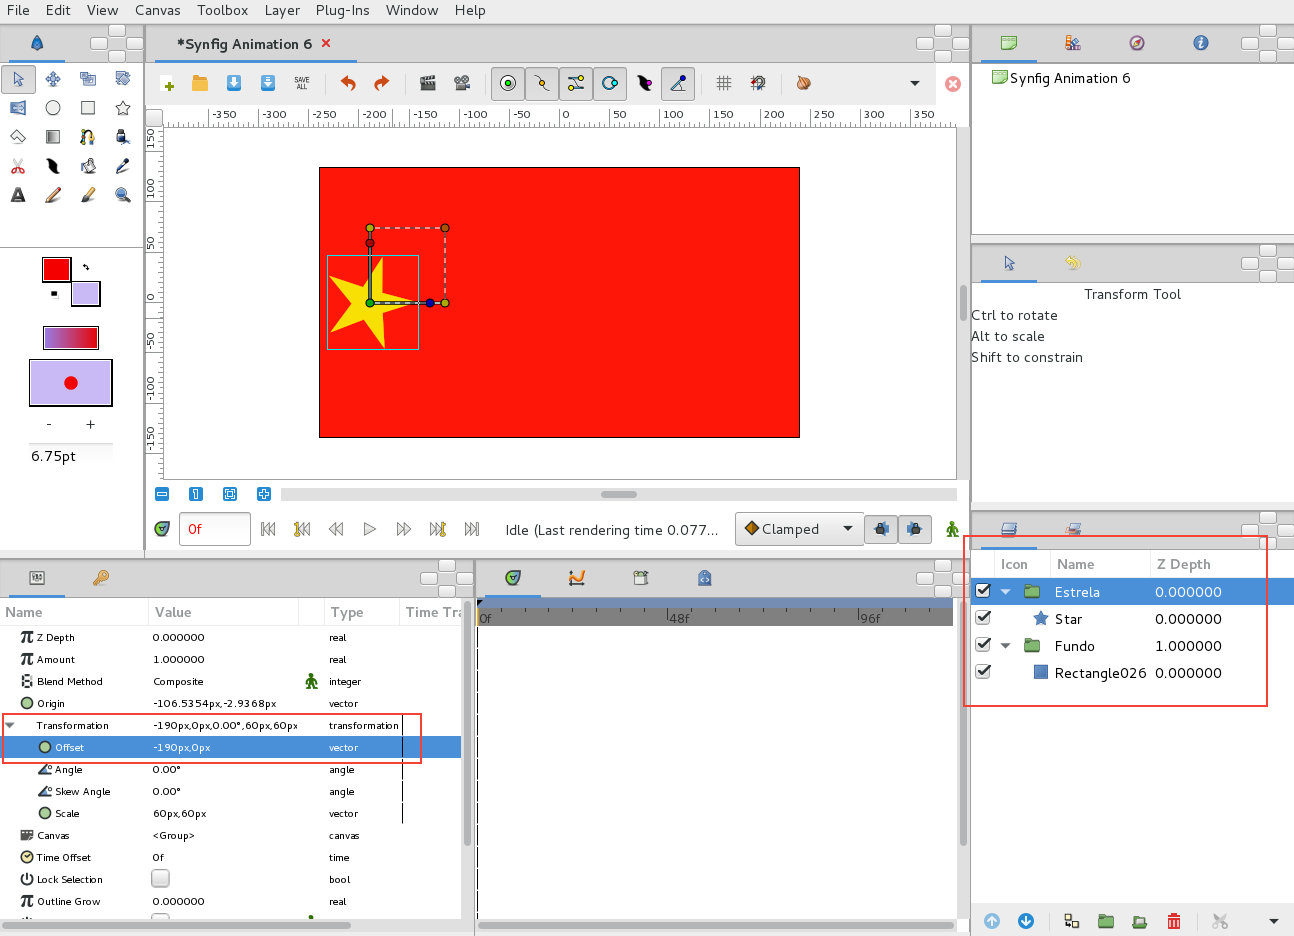 File Edit View Canvas Toolbox Layer Plug-Ins Window Help
*Synfig Animation 6
SAVE ALL
-350 -300 -250 -200 -150 -100 -50 0 50 100 150 200 250 300 350
150
100
50
0
-50
-100
-150
6.75pt
- +
0f
Idle (Last rendering time 0.077...
Clamped
Synfig Animation 6
Transform Tool
Ctrl to rotate
Alt to scale
Shift to constrain
Icon Name Z Depth
Estrela 0.000000
Star 0.000000
Fundo 1.000000
Rectangle026 0.000000
Name Value Type Time Tra
Z Depth 0.000000 real
Amount 1.000000 real
Blend Method Composite integer
Origin -106.5354px,-2.9368px vector
Transformation -190px,0px,0.00°,60px,60px transformation
Offset -190px,0px vector
Angle 0.00° angle
Skew Angle 0.00° angle
Scale 60px,60px vector
Canvas <Group> canvas
Time Offset 0f time
Lock Selection bool
Outline Grow 0.000000 real
0f 48f 96f